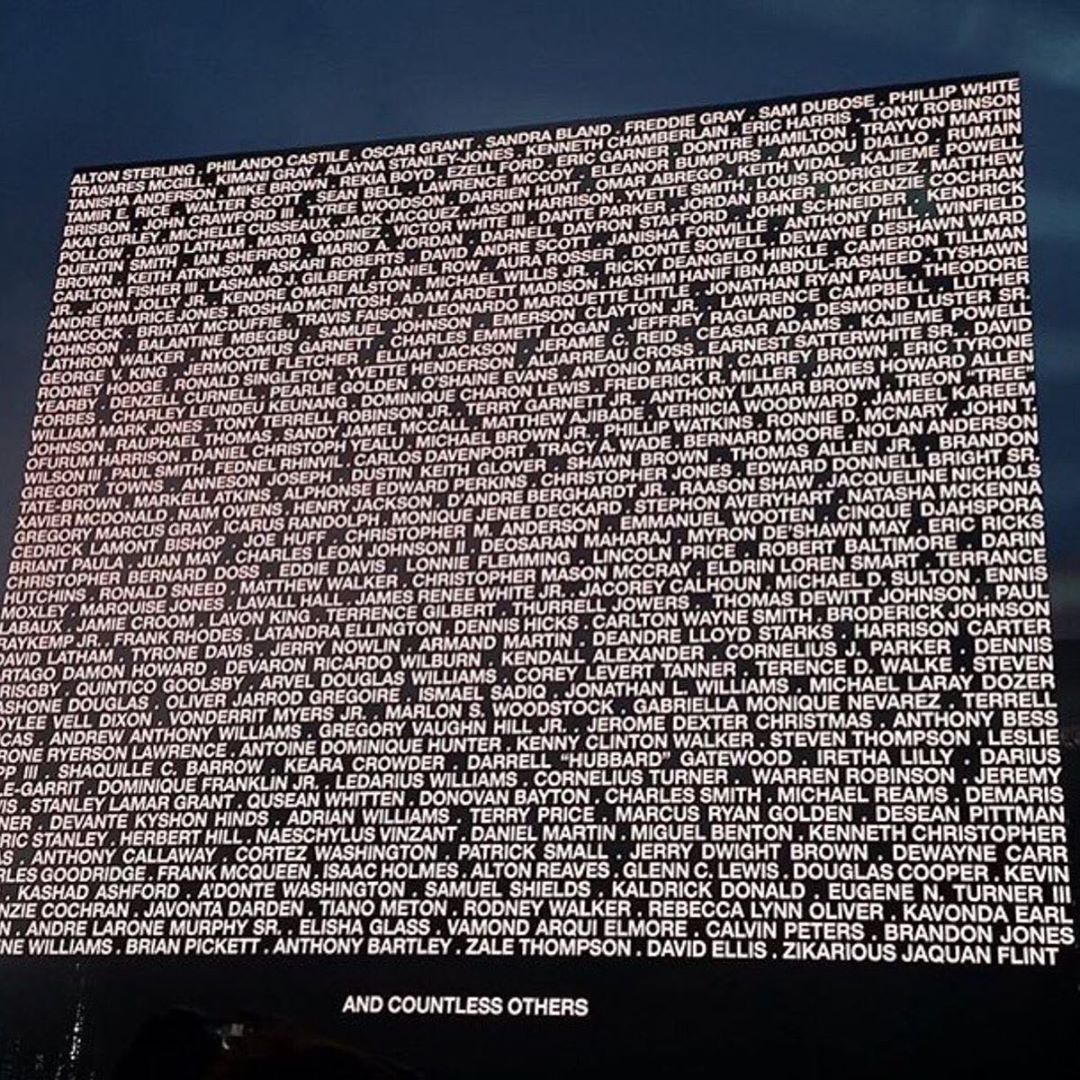 ALTON STERLING . PHILANDO CASTILE . OSCAR GRANT . SANDRA BLAND . FREDDIE GRAY . SAM DUBOSE . PHILLIP WHITE
TRAVARES MCGILL . KIMANI GRAY . ALAYNA STANLEY-JONES . KENNETH CHAMBERLAIN . ERIC HARRIS . TONY ROBINSON
TANISHA ANDERSON . MIKE BROWN . REKIA BOYD . EZELL FORD . ERIC GARNER . DONTRE HAMILTON . TRAYVON MARTIN
TAMIR E. RICE . WALTER SCOTT . SEAN BELL . LAWRENCE MCCOY . ELEANOR BUMPURS . AMADOU DIALLO . RUMAIN
BRISBON . JOHN CRAWFORD III . TYREE WOODSON . DARRIEN HUNT . OMAR ABREGO . KEITH VIDAL . KAJIEME POWELL
AKAI GURLEY . MICHELLE CUSSEAUX . JACK JACQUEZ . JASON HARRISON . YVETTE SMITH . LOUIS RODRIGUEZ . MATTHEW
POLLOW . DAVID LATHAM . MARIA GODINEZ . VICTOR WHITE III . DANTE PARKER . JORDAN BAKER . MCKENZIE COCHRAN
QUENTIN SMITH . IAN SHERROD . MARIO A. JORDAN . DARNELL DAYRON STAFFORD . JOHN SCHNEIDER . KENDRICK
BROWN . KEITH ATKINSON . ASKARI ROBERTS . DAVID ANDRE SCOTT . JANISHA FONVILLE . ANTHONY HILL . WINFIELD
CARLTON FISHER III . LASHANO J. GILBERT . DANIEL ROW . AURA ROSSER . DONTE SOWELL . DEWAYNE DESHAWN WARD
JR. . JOHN JOLLY JR. . KENDRE OMARI ALSTON . MICHAEL WILLIS JR. . RICKY DEANGELO HINKLE . CAMERON TILLMAN
ANDRE MAURICE JONES . ROSHAD MCINTOSH . ADAM ARDETT MADISON . HASHIM HANIF IBN ABDUL-RASHEED . TYSHAWN
HANCOCK . BRIATAY MCDUFFIE . TRAVIS FAISON . LEONARDO MARQUETTE LITTLE . JONATHAN RYAN PAUL . THEODORE
JOHNSON . BALANTINE MBEGBU . SAMUEL JOHNSON . EMERSON CLAYTON JR. . LAWRENCE CAMPBELL . LUTHER
LATHRON WALKER . NYOCOMUS GARNETT . CHARLES EMMETT LOGAN . JEFFREY RAGLAND . DESMOND LUSTER SR.
GEORGE V. KING . JERMONTE FLETCHER . ELIJAH JACKSON . JERAME C. REID . CEASAR ADAMS . KAJIEME POWELL
RODNEY HODGE . RONALD SINGLETON . YVETTE HENDERSON . ALJARREAU CROSS . EARNEST SATTERWHITE SR. . DAVID
YEARBY . DENZELL CURNELL . PEARLIE GOLDEN . O'SHAINE EVANS . ANTONIO MARTIN . CARREY BROWN . ERIC TYRONE
FORBES . CHARLEY LEUNDEU KEUNANG . DOMINIQUE CHARON LEWIS . FREDERICK R. MILLER . JAMES HOWARD ALLEN
WILLIAM MARK JONES . TONY TERRELL ROBINSON JR. . TERRY GARNETT JR. . ANTHONY LAMAR BROWN . TREON "TREE"
JOHNSON . RAUPHAEL THOMAS . SANDY JAMEL MCCALL . MATTHEW AJIBADE . VERNICIA WOODWARD . JAMEEL KAREEM
OFURUM HARRISON . DANIEL CHRISTOPH YEALU . MICHAEL BROWN JR. . PHILLIP WATKINS . RONNIE D. MCNARY . JOHN T.
WILSON III . PAUL SMITH . FEDNEL RHINVIL . CARLOS DAVENPORT . TRACY A. WADE . BERNARD MOORE . NOLAN ANDERSON
GREGORY TOWNS . ANNESON JOSEPH . DUSTIN KEITH GLOVER . SHAWN BROWN . THOMAS ALLEN JR. . BRANDON
TATE-BROWN . MARKELL ATKINS . ALPHONSE EDWARD PERKINS . CHRISTOPHER JONES . EDWARD DONNELL BRIGHT SR.
XAVIER MCDONALD . NAIM OWENS . HENRY JACKSON . D'ANDRE BERGHARDT JR. . RAASON SHAW . JACQUELINE NICHOLS
GREGORY MARCUS GRAY . ICARUS RANDOLPH . MONIQUE JENEE DECKARD . STEPHON AVERYHART . NATASHA MCKENNA
CEDRICK LAMONT BISHOP . JOE HUFF . CHRISTOPHER M. ANDERSON . EMMANUEL WOOTEN . CINQUE DJAHSPORA
BRIANT PAULA . JUAN MAY . CHARLES LEON JOHNSON II . DEOSARAN MAHARAJ . MYRON DE'SHAWN MAY . ERIC RICKS
CHRISTOPHER BERNARD DOSS . EDDIE DAVIS . LONNIE FLEMMING . LINCOLN PRICE . ROBERT BALTIMORE . DARIN
HUTCHINS . RONALD SNEED . MATTHEW WALKER . CHRISTOPHER MASON MCCRAY . ELDRIN LOREN SMART . TERRANCE
MOXLEY . MARQUISE JONES . LAVALL HALL . JAMES RENEE WHITE JR. . JACOREY CALHOUN . MICHAEL D. SULTON . ENNIS
LABAUX . JAMIE CROOM . LAVON KING . TERRENCE GILBERT . THURRELL JOWERS . THOMAS DEWITT JOHNSON . PAUL
RAYKEMP JR. . FRANK RHODES . LATANDRA ELLINGTON . DENNIS HICKS . CARLTON WAYNE SMITH . BRODERICK JOHNSON
DAVID LATHAM . TYRONE DAVIS . JERRY NOWLIN . ARMAND MARTIN . DEANDRE LLOYD STARKS . HARRISON CARTER
RTAGO DAMON HOWARD . DEVARON RICARDO WILBURN . KENDALL ALEXANDER . CORNELIUS J. PARKER . DENNIS
RISGBY . QUINTICO GOOLSBY . ARVEL DOUGLAS WILLIAMS . COREY LEVERT TANNER . TERENCE D. WALKE . STEVEN
ASHONE DOUGLAS . OLIVER JARROD GREGOIRE . ISMAEL SADIQ . JONATHAN L. WILLIAMS . MICHAEL LARAY DOZER
OYLEE VELL DIXON . VONDERRIT MYERS JR. . MARLON S. WOODSTOCK . GABRIELLA MONIQUE NEVAREZ . TERRELL
CAS . ANDREW ANTHONY WILLIAMS . GREGORY VAUGHN HILL JR. . JEROME DEXTER CHRISTMAS . ANTHONY BESS
RONE RYERSON LAWRENCE . ANTOINE DOMINIQUE HUNTER . KENNY CLINTON WALKER . STEVEN THOMPSON . LESLIE
PP III . SHAQUILLE C. BARROW . KEARA CROWDER . DARRELL "HUBBARD" GATEWOOD . IRETHA LILLY . DARIUS
LE-GARRIT . DOMINIQUE FRANKLIN JR. . LEDARIUS WILLIAMS . CORNELIUS TURNER . WARREN ROBINSON . JEREMY
VIS . STANLEY LAMAR GRANT . QUSEAN WHITTEN . DONOVAN BAYTON . CHARLES SMITH . MICHAEL REAMS . DEMARIS
NER . DEVANTE KYSHON HINDS . ADRIAN WILLIAMS . TERRY PRICE . MARCUS RYAN GOLDEN . DESEAN PITTMAN
RIC STANLEY . HERBERT HILL . NAESCHYLUS VINZANT . DANIEL MARTIN . MIGUEL BENTON . KENNETH CHRISTOPHER
AS . ANTHONY CALLAWAY . CORTEZ WASHINGTON . PATRICK SMALL . JERRY DWIGHT BROWN . DEWAYNE CARR
RLES GOODRIDGE . FRANK MCQUEEN . ISAAC HOLMES . ALTON REAVES . GLENN C. LEWIS . DOUGLAS COOPER . KEVIN
. KASHAD ASHFORD . A'DONTE WASHINGTON . SAMUEL SHIELDS . KALDRICK DONALD . EUGENE N. TURNER III
NZIE COCHRAN . JAVONTA DARDEN . TIANO METON . RODNEY WALKER . REBECCA LYNN OLIVER . KAVONDA EARL
N . ANDRE LARONE MURPHY SR. . ELISHA GLASS . VAMOND ARQUI ELMORE . CALVIN PETERS . BRANDON JONES
NE WILLIAMS . BRIAN PICKETT . ANTHONY BARTLEY . ZALE THOMPSON . DAVID ELLIS . ZIKARIOUS JAQUAN FLINT
AND COUNTLESS OTHERS